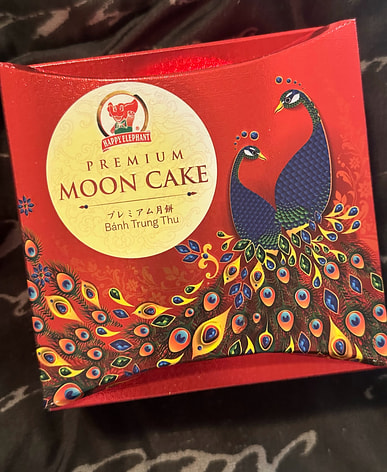 HAPPY ELEPHANT
PREMIUM
MOON CAKE
プレミアム月餅
Bánh Trung Thu